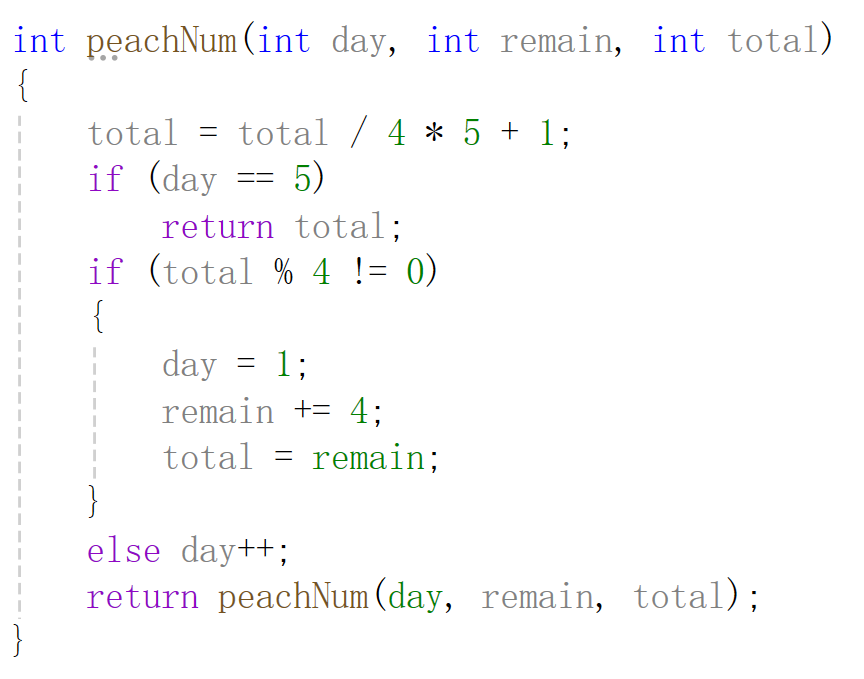 int peachNum(int day, int remain, int total)
{
    total = total / 4 * 5 + 1;
    if (day == 5)
        return total;
    if (total % 4 != 0)
    {
        day = 1;
        remain += 4;
        total = remain;
    }
    else day++;
    return peachNum(day, remain, total);
}